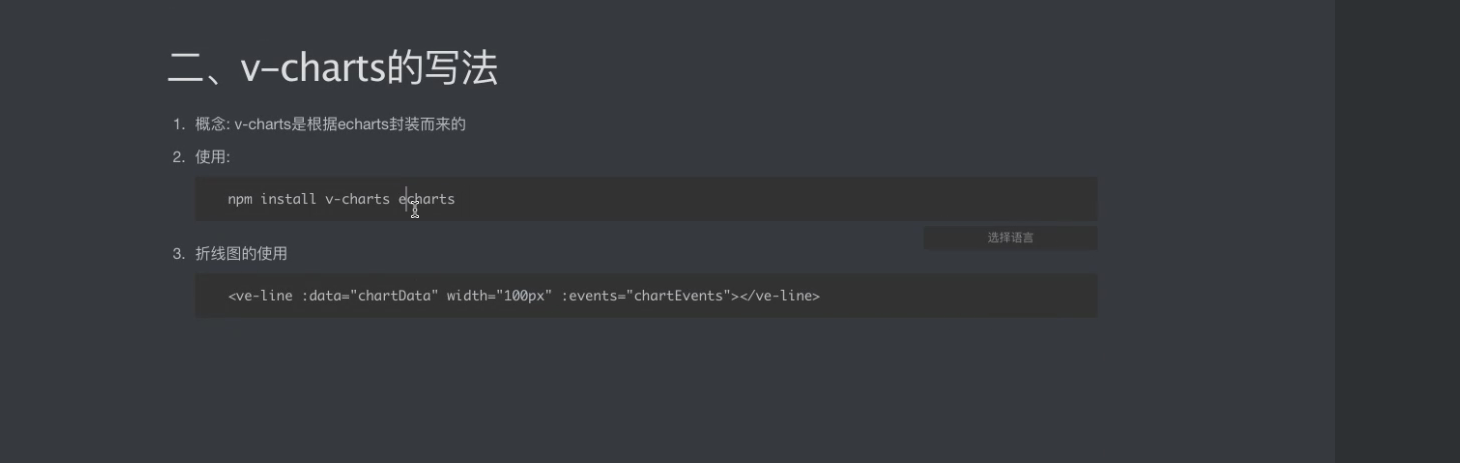 二、v-charts的写法
1. 概念: v-charts是根据echarts封装而来的
2. 使用:
npm install v-charts echarts
选择语言
3. 折线图的使用
<ve-line :data="chartData" width="100px" :events="chartEvents"></ve-line>